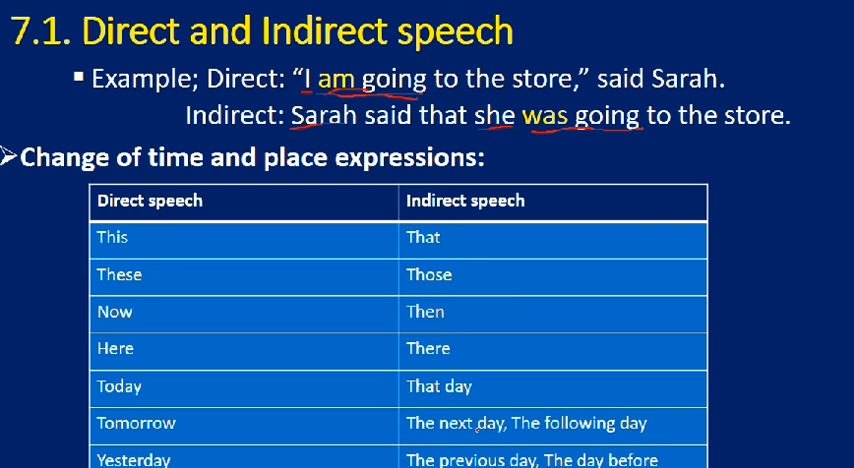 7.1. Direct and Indirect speech
▪ Example; Direct: “I am going to the store,” said Sarah.
Indirect: Sarah said that she was going to the store.
➢Change of time and place expressions:
Direct speech Indirect speech
This That
These Those
Now Then
Here There
Today That day
Tomorrow The next day, The following day
Yesterday The previous day, The day before